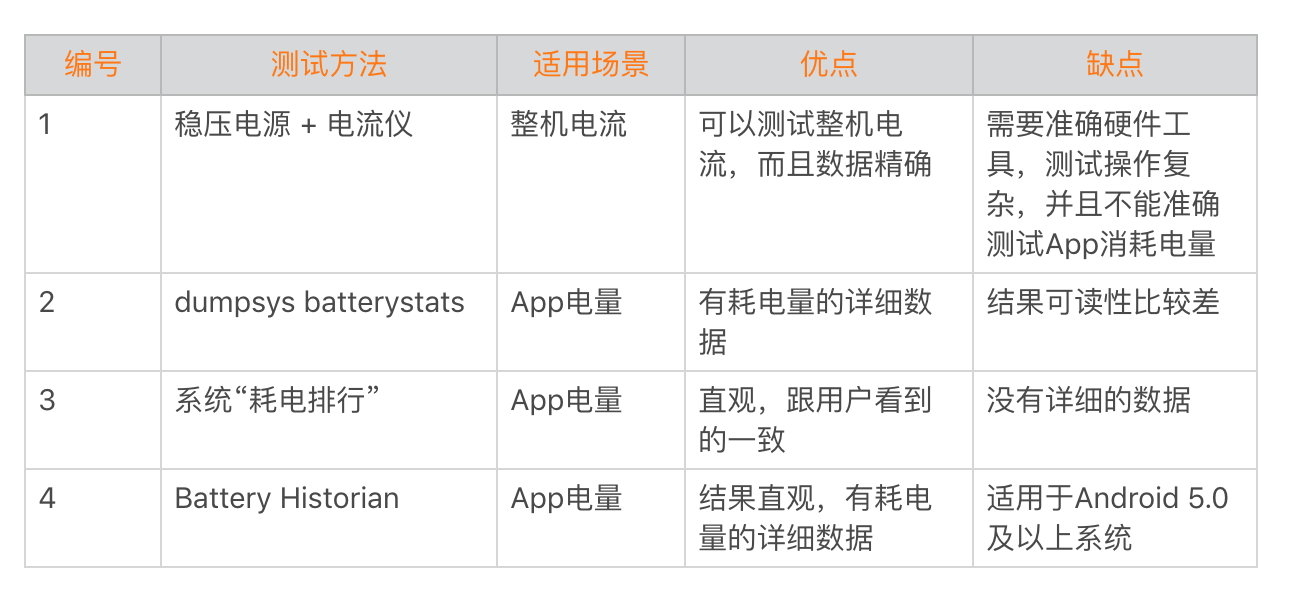 编号 测试方法 适用场景 优点 缺点
1 稳压电源 + 电流仪 整机电流 可以测试整机电 需要准确硬件工
流，而且数据精确 具，测试操作复
杂，并且不能准确
测试App消耗电量
2 dumpsys batterystats App电量 有耗电量的详细数 结果可读性比较差
据
3 系统“耗电排行” App电量 直观，跟用户看到 没有详细的数据
的一致
4 Battery Historian App电量 结果直观，有耗电 适用于Android 5.0
量的详细数据 及以上系统